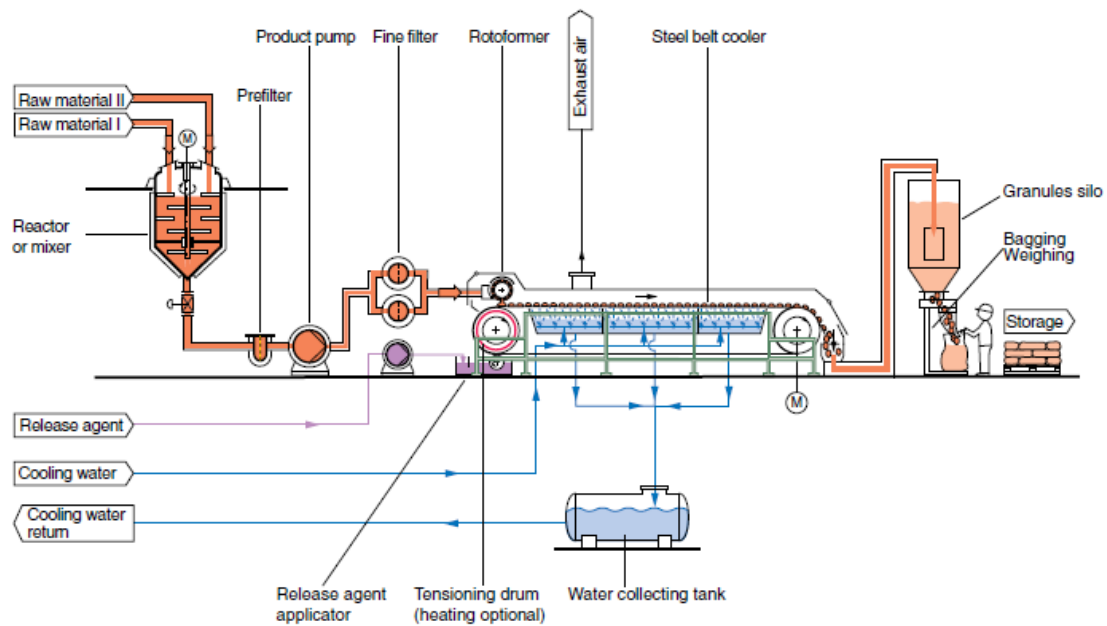 Product pump
Fine filter
Rotoformer
Exhaust air
Steel belt cooler
Raw material II
Raw material I
Prefilter
M
Reactor
or mixer
Granules silo
Bagging
Weighing
Storage
M
Release agent
Cooling water
Cooling water
return
Release agent
applicator
Tensioning drum
(heating optional)
Water collecting tank